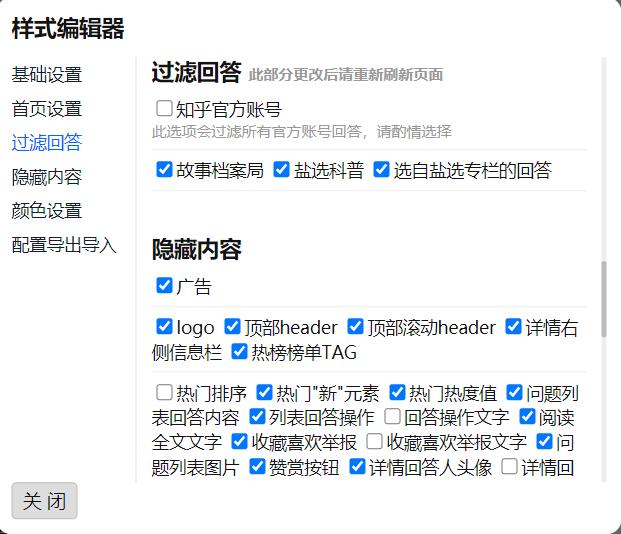 样式编辑器
基础设置
首页设置
过滤回答
隐藏内容
颜色设置
配置导出导入
过滤回答 此部分更改后请重新刷新页面
知乎官方账号
此选项会过滤所有官方账号回答，请酌情选择
故事档案局 盐选科普 选自盐选专栏的回答
隐藏内容
广告
logo 顶部header 顶部滚动header 详情右
侧信息栏 热榜榜单TAG
热门排序 热门"新"元素 热门热度值 问题列
表回答内容 列表回答操作 回答操作文字 阅读
全文文字 收藏喜欢举报 收藏喜欢举报文字 问
题列表图片 赞赏按钮 详情回答人头像 详情回
关 闭